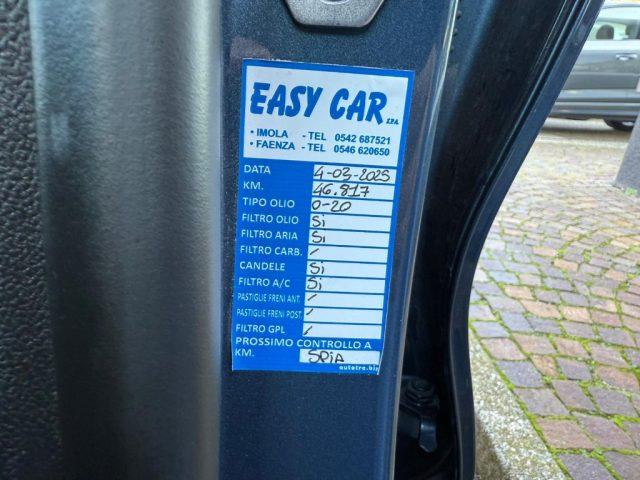 EASY CAR S.P.A.
• IMOLA - TEL 0542 687521
• FAENZA - TEL 0546 620650
DATA 4-03-2025
KM. 46.817
TIPO OLIO 0-20
FILTRO OLIO Si
FILTRO ARIA Si
FILTRO CARB. /
CANDELE Si
FILTRO A/C Si
PASTIGLIE FRENI ANT. /
PASTIGLIE FRENI POST. /
FILTRO GPL /
PROSSIMO CONTROLLO A
KM. SPIA
autotre.biz